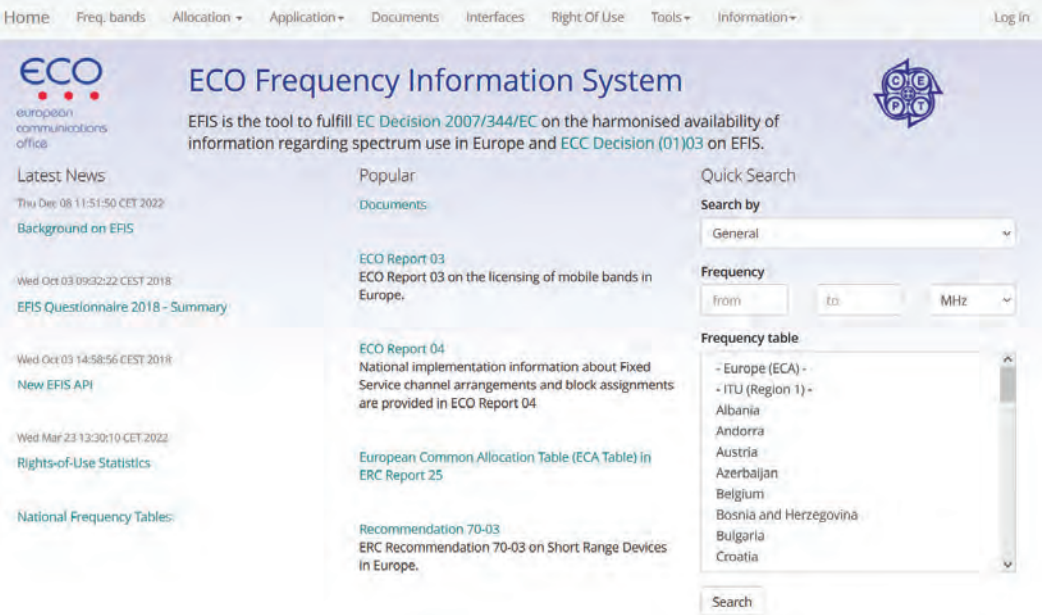 Home Freq. bands Allocation Application Documents Interfaces Right Of Use Tools Information Log in
ECO
european
communications
office
ECO Frequency Information System
EFIS is the tool to fulfill EC Decision 2007/344/EC on the harmonised availability of
information regarding spectrum use in Europe and ECC Decision (01)03 on EFIS.
C E
P T
Latest News
Thu Dec 08 11:51:50 CET 2022
Background on EFIS
Wed Oct 03 09:32:22 CEST 2018
EFIS Questionnaire 2018 - Summary
Wed Oct 03 14:58:56 CEST 2018
New EFIS API
Wed Mar 23 13:30:10 CET 2022
Rights-of-Use Statistics
National Frequency Tables
Popular
Documents
ECO Report 03
ECO Report 03 on the licensing of mobile bands in
Europe.
ECO Report 04
National implementation information about Fixed
Service channel arrangements and block assignments
are provided in ECO Report 04
European Common Allocation Table (ECA Table) in
ERC Report 25
Recommendation 70-03
ERC Recommendation 70-03 on Short Range Devices
in Europe.
Quick Search
Search by
General
Frequency
from to MHz
Frequency table
- Europe (ECA) -
- ITU (Region 1) -
Albania
Andorra
Austria
Azerbaijan
Belgium
Bosnia and Herzegovina
Bulgaria
Croatia
Search